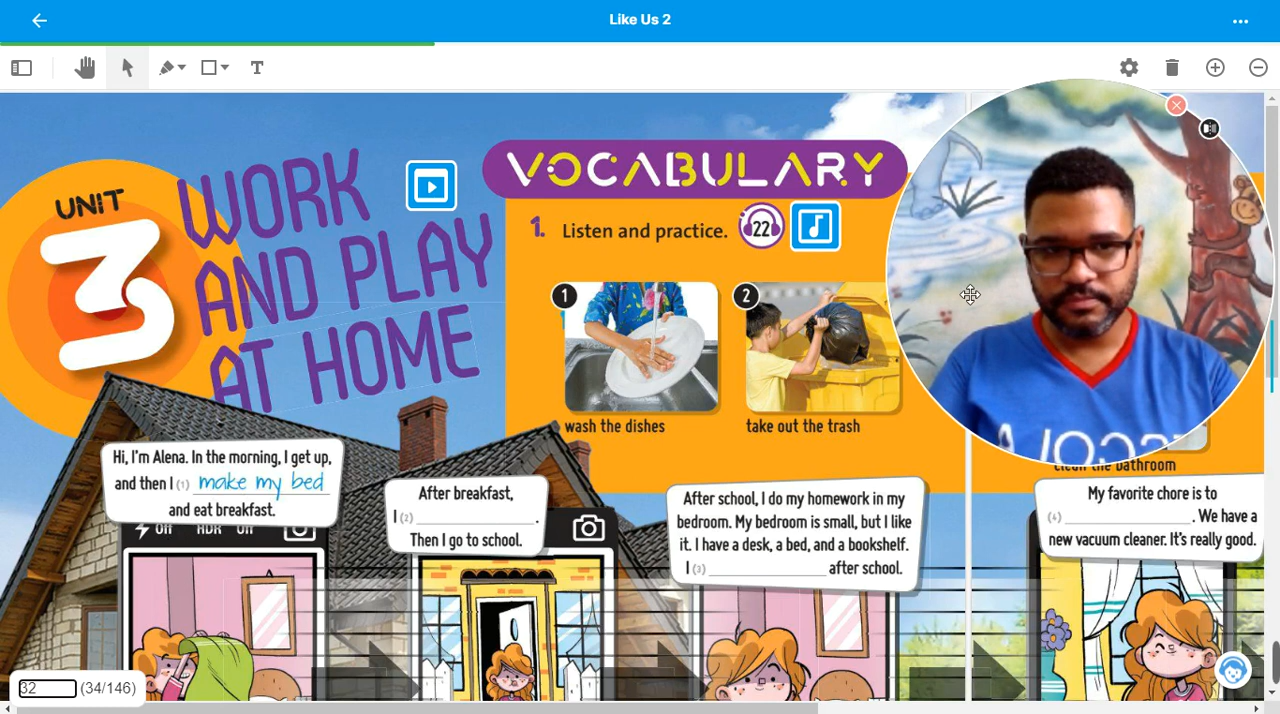 Like Us 2
UNIT
3
WORK
AND PLAY
AT HOME
VOCABULARY
1. Listen and practice. 22
1
2
wash the dishes
take out the trash
clean the bathroom
Hi, I'm Alena. In the morning, I get up,
and then I (1) make my bed
and eat breakfast.
After breakfast,
I (2) ____________.
Then I go to school.
After school, I do my homework in my
bedroom. My bedroom is small, but I like
it. I have a desk, a bed, and a bookshelf.
I (3) ____________ after school.
My favorite chore is to
(4) ____________. We have a
new vacuum cleaner. It's really good.
Off HDR Off
32 (34/146)